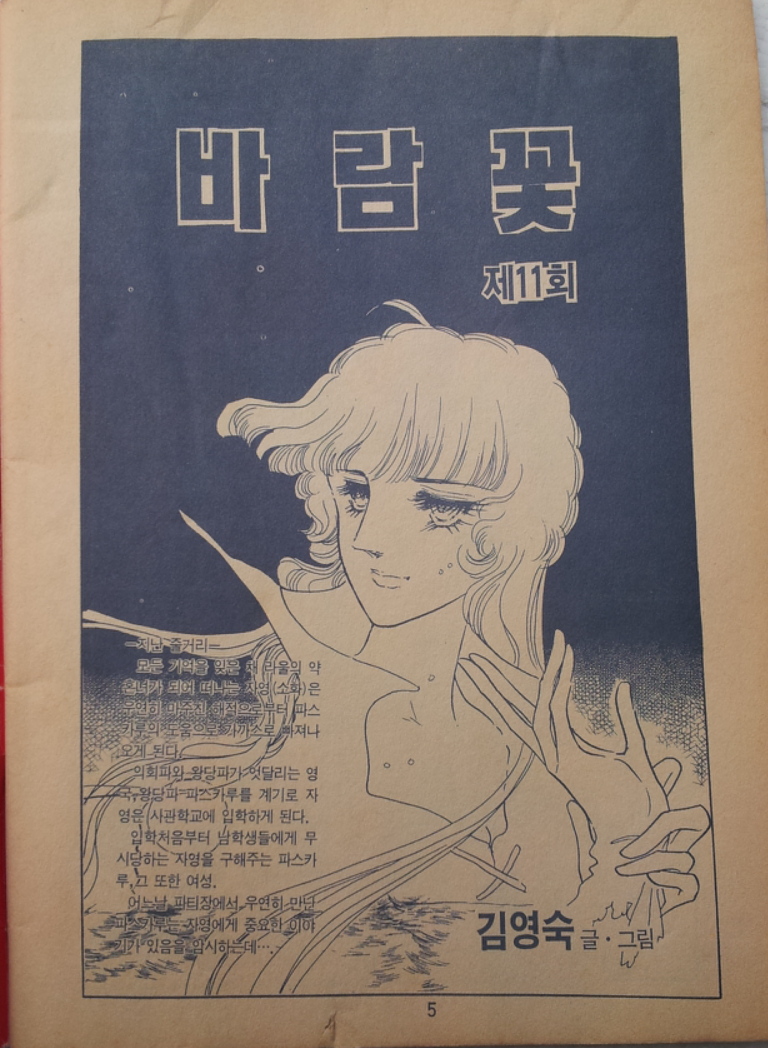 바람꽃
제11회
—지난 줄거리—
모든 기억을 잊은 채 라울의 약
혼녀가 되어 떠나는 자영(소화)은
우연히 마주친 해적으로부터 파스
카루의 도움으로 가까스로 빠져나
오게 된다.
의회파와 왕당파가 엇달리는 영
국, 왕당파 파스카루를 계기로 자
영은 사관학교에 입학하게 된다.
입학처음부터 남학생들에게 무
시당하는 자영을 구해주는 파스카
루, 그 또한 여성.
어느날 파티장에서 우연히 만난
파스카루는 자영에게 중요한 이야
기가 있음을 암시하는데….
김영숙 글·그림
5